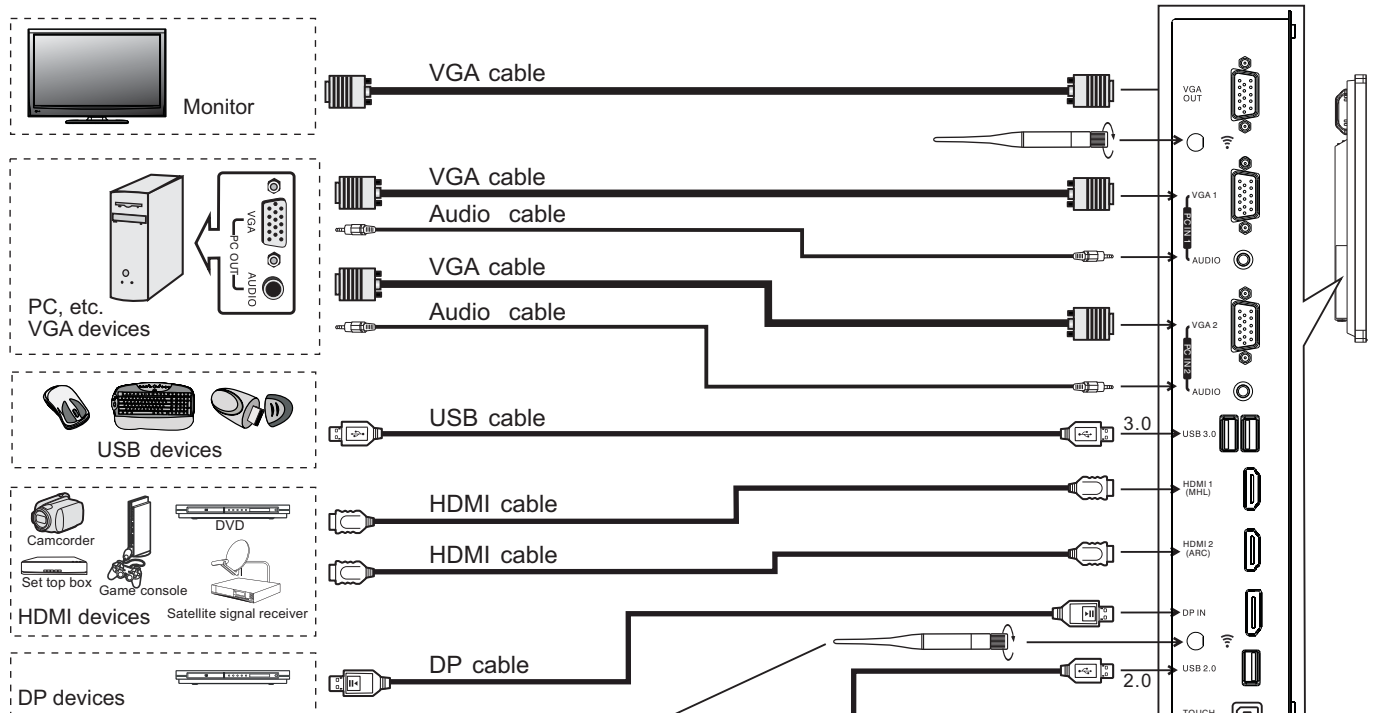 Monitor
VGA cable
VGA
OUT
VGA cable
Audio cable
VGA 1
PC IN 1
AUDIO
VGA
PC OUT
AUDIO
PC, etc.
VGA devices
VGA cable
Audio cable
VGA 2
PC IN 2
AUDIO
USB devices
USB cable
3.0
USB 3.0
Camcorder
DVD
Set top box
Game console
Satellite signal receiver
HDMI devices
HDMI cable
HDMI 1
(MHL)
HDMI cable
HDMI 2
(ARC)
DP devices
DP cable
DP IN
2.0
USB 2.0
TOUCH